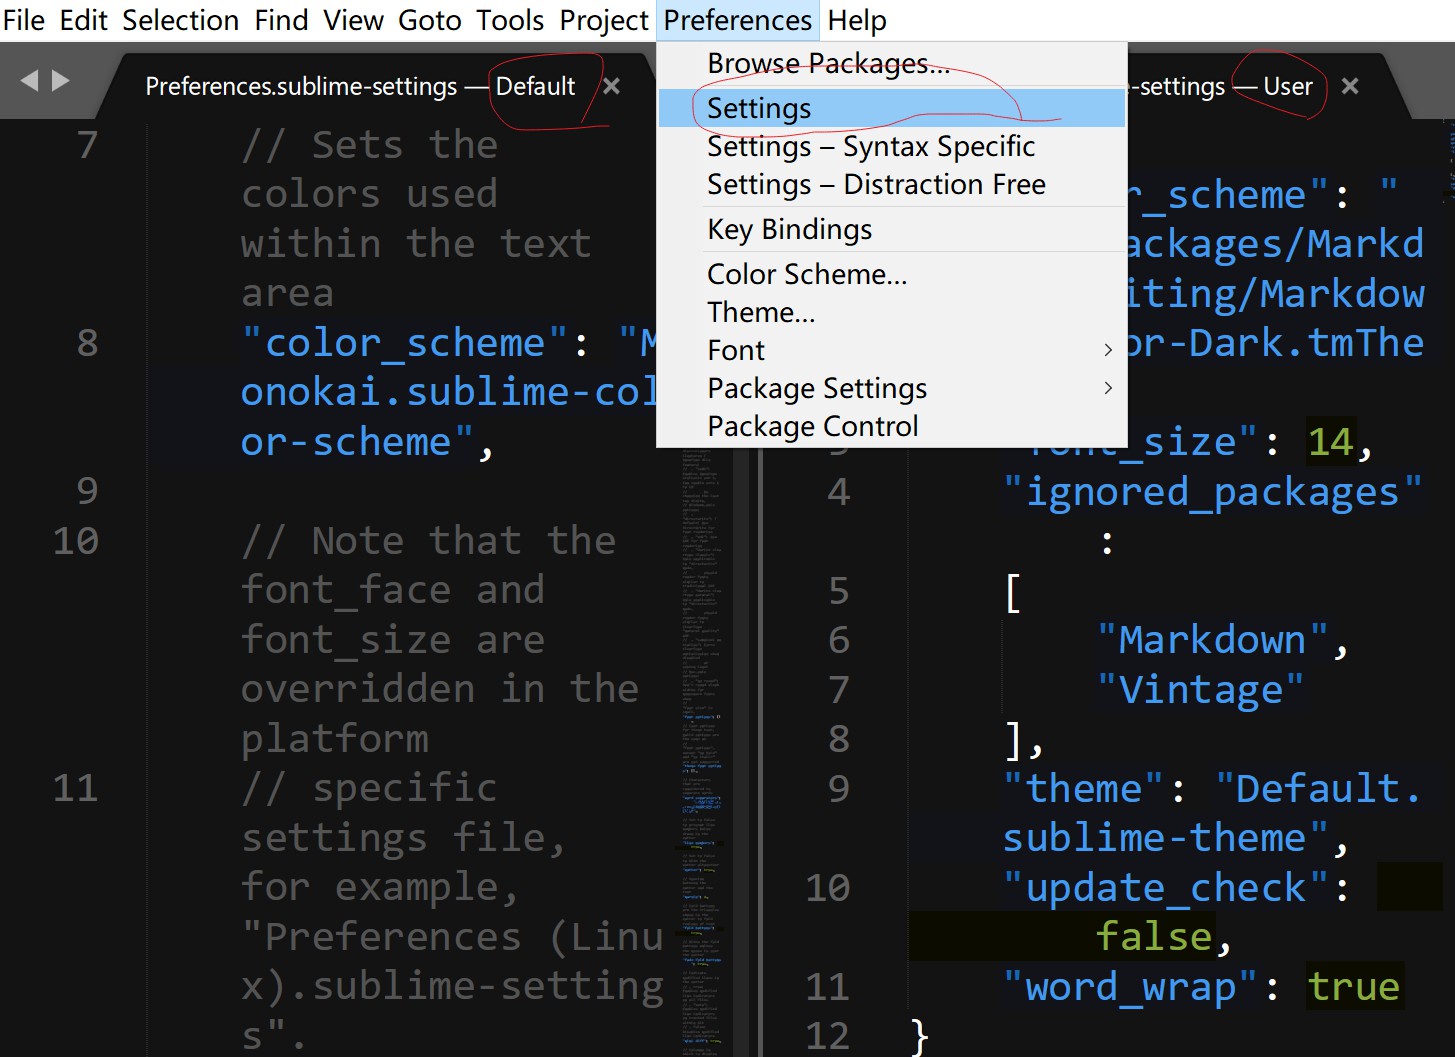 File Edit Selection Find View Goto Tools Project Preferences Help
Preferences.sublime-settings — Default ×
-settings — User ×
Browse Packages...
Settings
Settings – Syntax Specific
Settings – Distraction Free
Key Bindings
Color Scheme...
Theme...
Font
Package Settings
Package Control
7 // Sets the
colors used
within the text
area
8 "color_scheme": "M
onokai.sublime-col
or-scheme",
9
10 // Note that the
font_face and
font_size are
overridden in the
platform
11 // specific
settings file,
for example,
"Preferences (Linu
x).sublime-setting
s".
r_scheme": "
ackages/Markd
iting/Markdow
or-Dark.tmThe
3 "font_size": 14,
4 "ignored_packages"
:
5 [
6 "Markdown",
7 "Vintage"
8 ],
9 "theme": "Default.
sublime-theme",
10 "update_check":
false,
11 "word_wrap": true
12 }